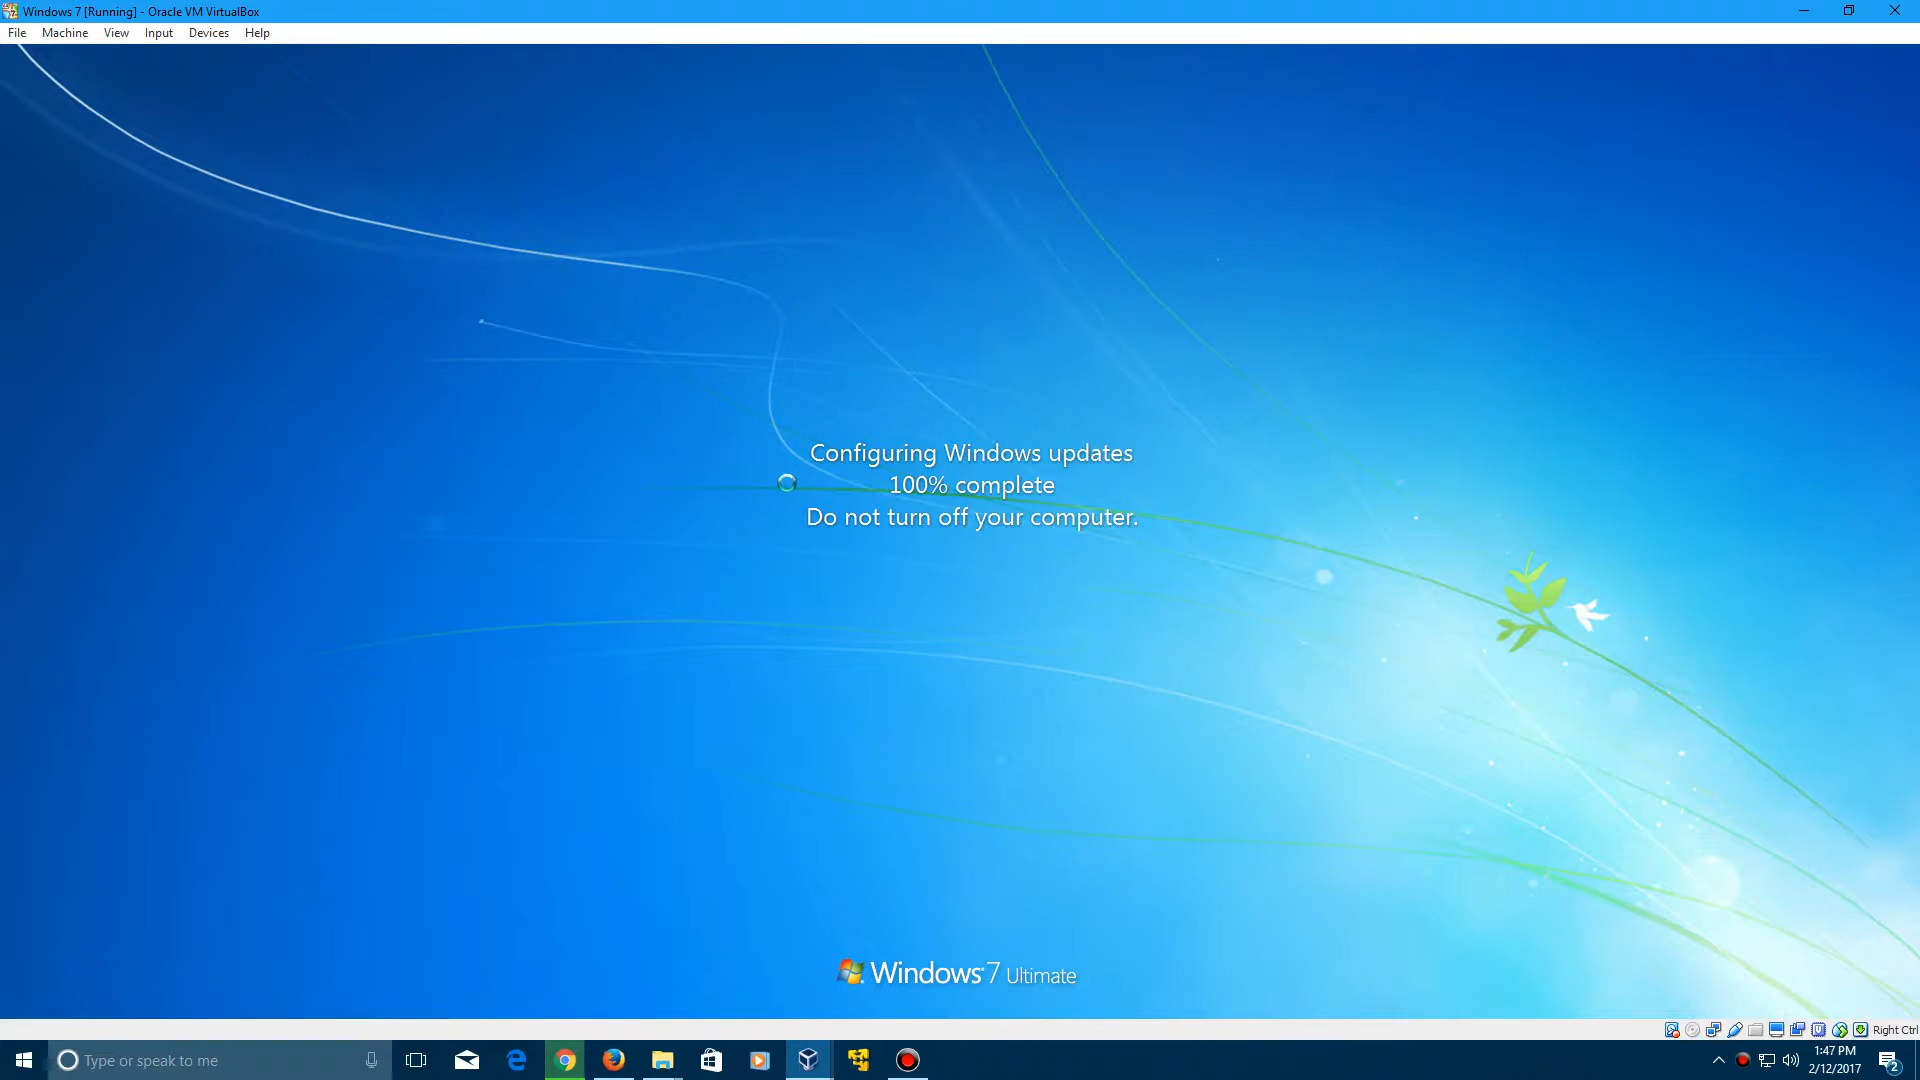 Windows 7 [Running] - Oracle VM VirtualBox
File Machine View Input Devices Help
Configuring Windows updates
100% complete
Do not turn off your computer.
Windows 7 Ultimate
Right Ctrl
Type or speak to me
1:47 PM
2/12/2017
2